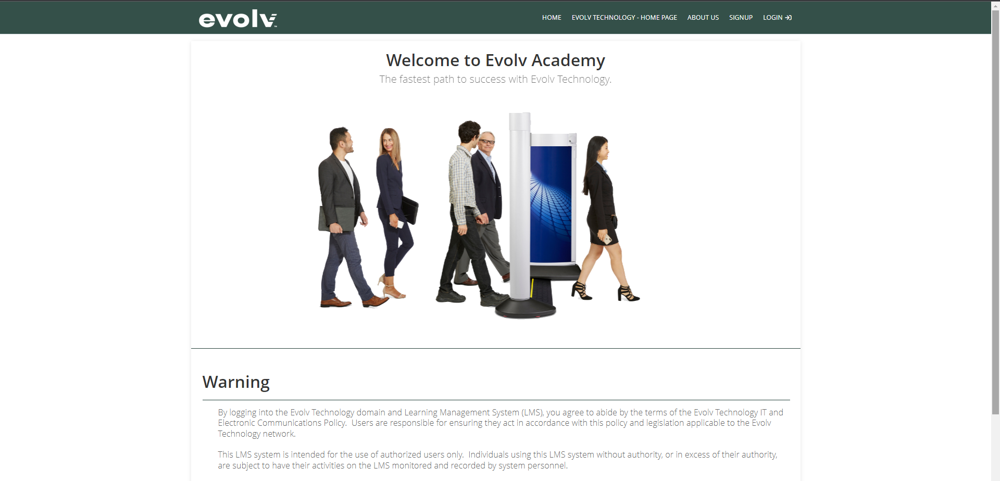 evolv™
HOME EVOLV TECHNOLOGY - HOME PAGE ABOUT US SIGNUP LOGIN
Welcome to Evolv Academy
The fastest path to success with Evolv Technology.
Warning
By logging into the Evolv Technology domain and Learning Management System (LMS), you agree to abide by the terms of the Evolv Technology IT and
Electronic Communications Policy.  Users are responsible for ensuring they act in accordance with this policy and legislation applicable to the Evolv
Technology network.
This LMS system is intended for the use of authorized users only.  Individuals using this LMS system without authority, or in excess of their authority,
are subject to have their activities on the LMS monitored and recorded by system personnel.